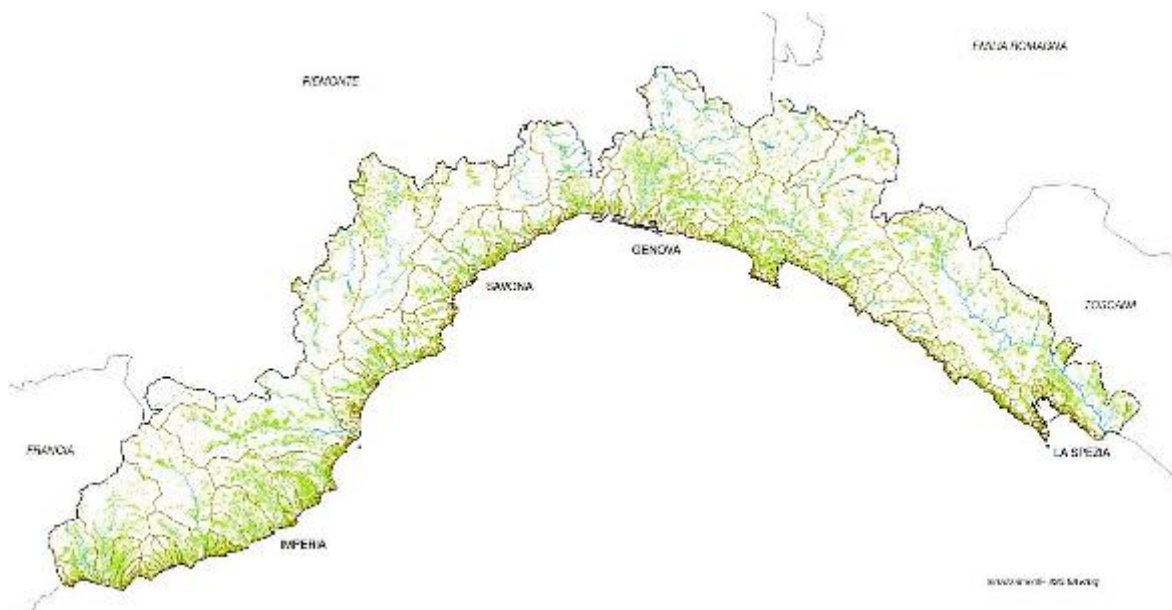 EMILIA ROMAGNA
PIEMONTE
GENOVA
SAVONA
TOSCANA
FRANCIA
LA SPEZIA
IMPERIA